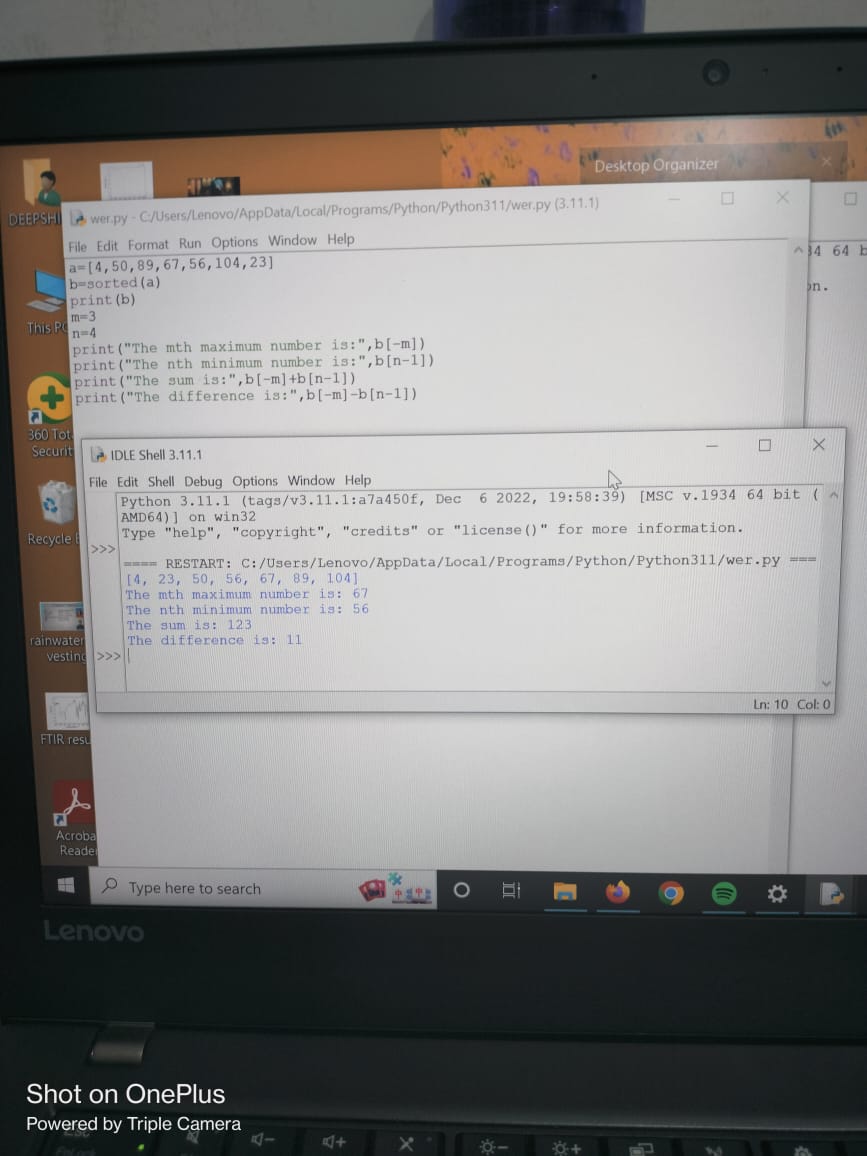 Desktop Organizer
DEEPSHI
wer.py - C:/Users/Lenovo/AppData/Local/Programs/Python/Python311/wer.py (3.11.1)
File Edit Format Run Options Window Help
a=[4,50,89,67,56,104,23]
b=sorted(a)
print(b)
m=3
n=4
print("The mth maximum number is:",b[-m])
print("The nth minimum number is:",b[n-1])
print("The sum is:",b[-m]+b[n-1])
print("The difference is:",b[-m]-b[n-1])
34 64 b
on.
This PC
360 Tot
Securit
Recycle B
rainwater
vesting
FTIR resu
Acroba
Reader
IDLE Shell 3.11.1
File Edit Shell Debug Options Window Help
Python 3.11.1 (tags/v3.11.1:a7a450f, Dec  6 2022, 19:58:39) [MSC v.1934 64 bit (
AMD64)] on win32
Type "help", "copyright", "credits" or "license()" for more information.
>>>
==== RESTART: C:/Users/Lenovo/AppData/Local/Programs/Python/Python311/wer.py ===
[4, 23, 50, 56, 67, 89, 104]
The mth maximum number is: 67
The nth minimum number is: 56
The sum is: 123
The difference is: 11
>>>
Ln: 10 Col: 0
Type here to search
Lenovo
Shot on OnePlus
Powered by Triple Camera